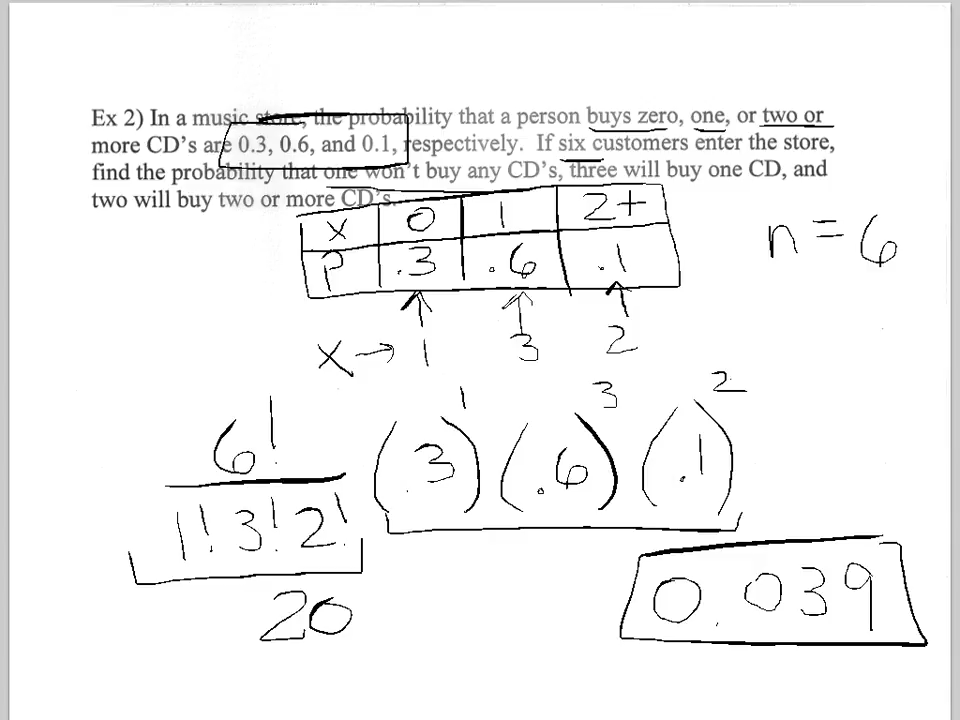 Ex 2) In a music store, the probability that a person buys zero, one, or two or
more CD's are 0.3, 0.6, and 0.1, respectively. If six customers enter the store,
find the probability that one won't buy any CD's, three will buy one CD, and
two will buy two or more CD's.
x 0 1 2+
P .3 .6 .1
n = 6
x → 1 3 2
6! / 1! 3! 2! (.3)^1 (.6)^3 (.1)^2
20
0.039